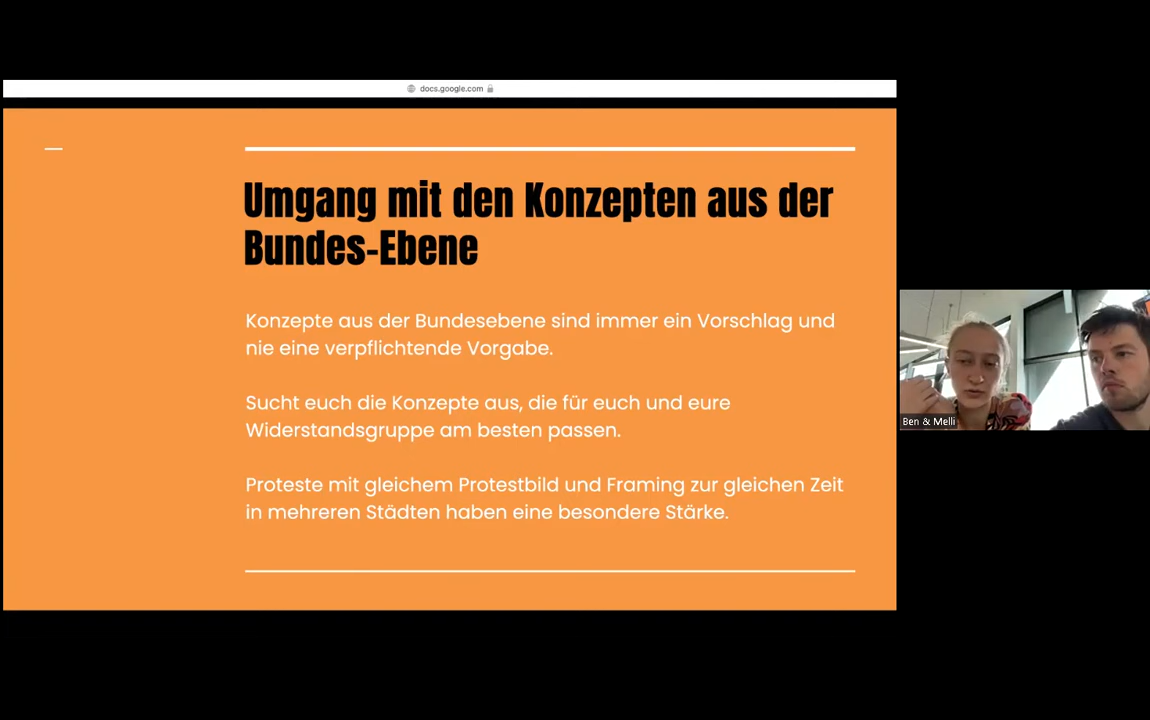 docs.google.com
Umgang mit den Konzepten aus der
Bundes-Ebene
Konzepte aus der Bundesebene sind immer ein Vorschlag und
nie eine verpflichtende Vorgabe.
Sucht euch die Konzepte aus, die für euch und eure
Widerstandsgruppe am besten passen.
Proteste mit gleichem Protestbild und Framing zur gleichen Zeit
in mehreren Städten haben eine besondere Stärke.
Ben & Melli